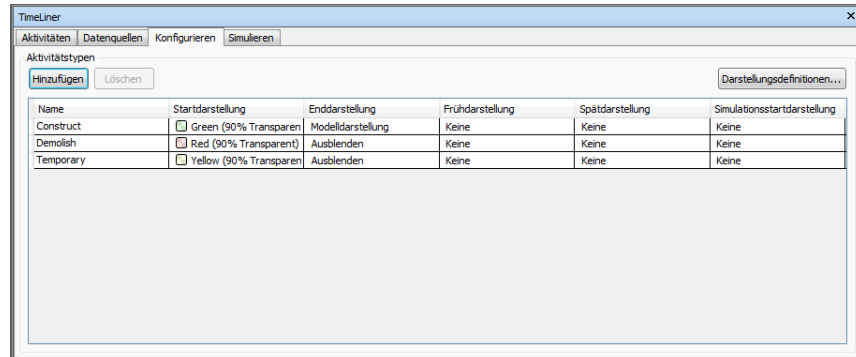 TimeLiner
Aktivitäten Datenquellen Konfigurieren Simulieren
Aktivitätstypen
Hinzufügen Löschen Darstellungsdefinitionen...
Name Startdarstellung Enddarstellung Frühdarstellung Spätdarstellung Simulationsstartdarstellung
Construct Green (90% Transparen Modelldarstellung Keine Keine Keine
Demolish Red (90% Transparent) Ausblenden Keine Keine Keine
Temporary Yellow (90% Transparen Ausblenden Keine Keine Keine